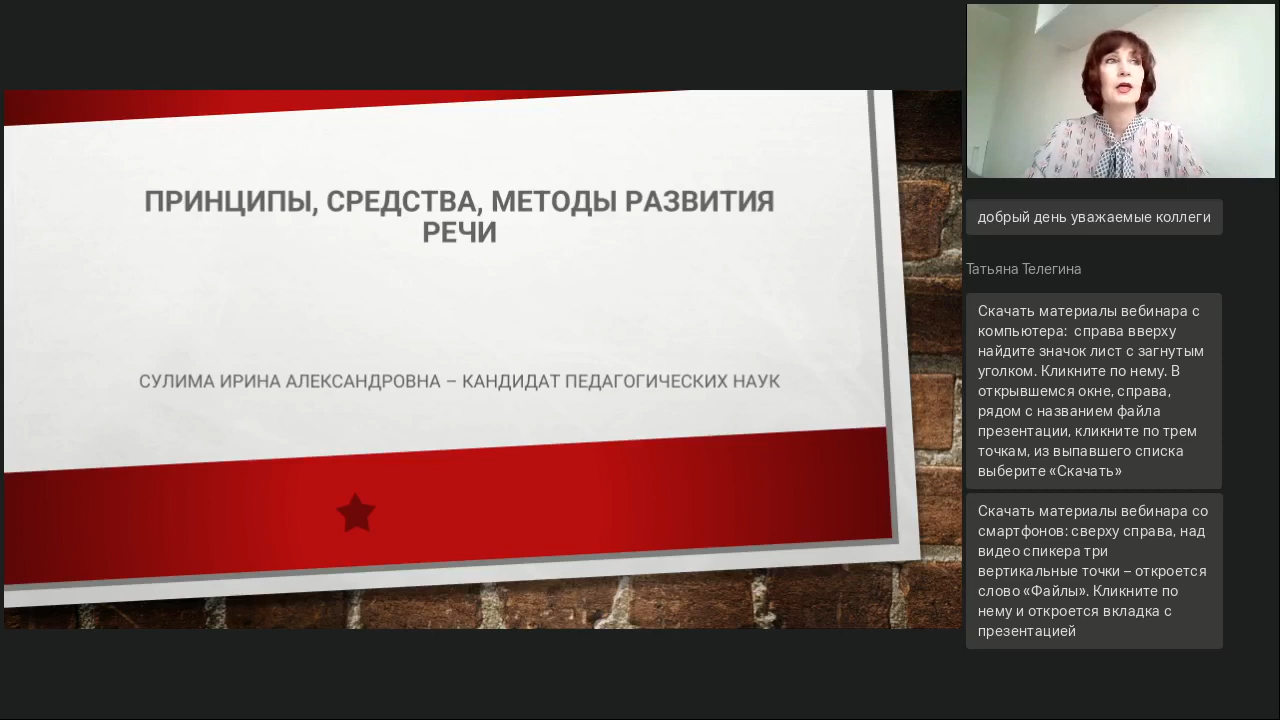 ПРИНЦИПЫ, СРЕДСТВА, МЕТОДЫ РАЗВИТИЯ
РЕЧИ
СУЛИМА ИРИНА АЛЕКСАНДРОВНА – КАНДИДАТ ПЕДАГОГИЧЕСКИХ НАУК
добрый день уважаемые коллеги
Татьяна Телегина
Скачать материалы вебинара с
компьютера:  справа вверху
найдите значок лист с загнутым
уголком. Кликните по нему. В
открывшемся окне, справа,
рядом с названием файла
презентации, кликните по трем
точкам, из выпавшего списка
выберите «Скачать»
Скачать материалы вебинара со
смартфонов: сверху справа, над
видео спикера три
вертикальные точки – откроется
слово «Файлы». Кликните по
нему и откроется вкладка с
презентацией